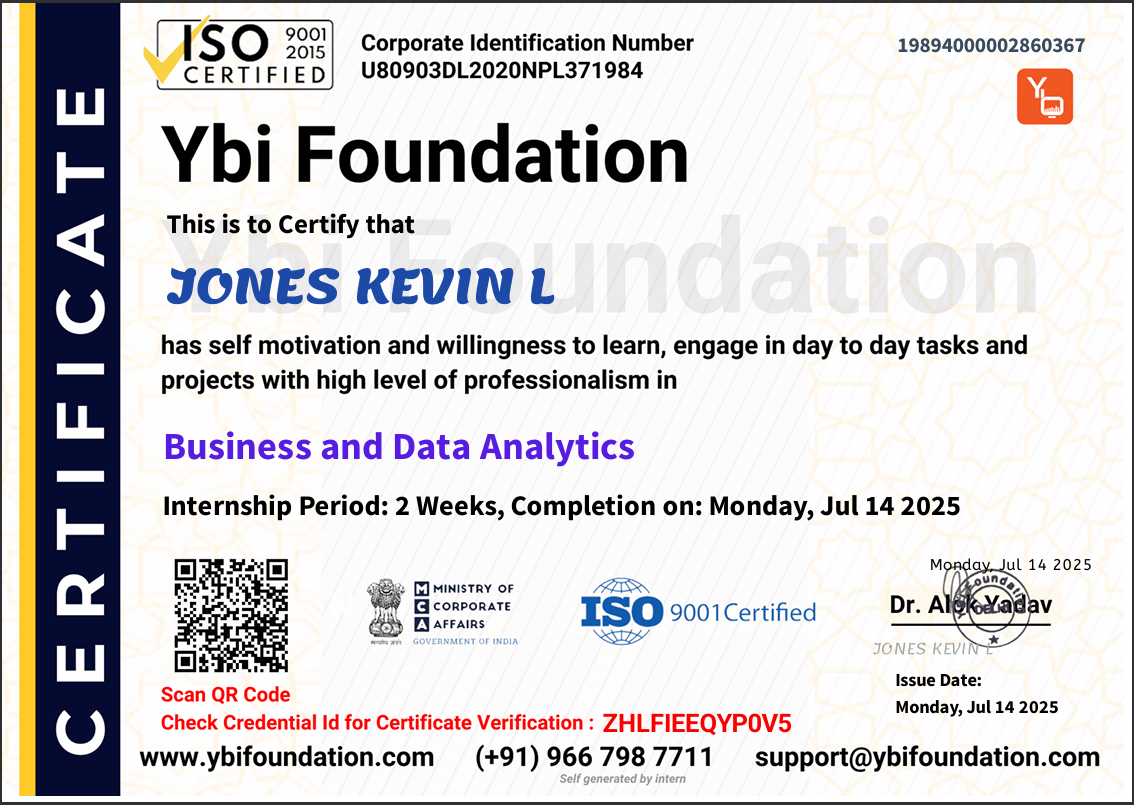 CERTIFICATE
ISO 9001
2015
CERTIFIED
Corporate Identification Number
U80903DL2020NPL371984
19894000002860367
Y
Ybi Foundation
Ybi Foundation
This is to Certify that
JONES KEVIN L
has self motivation and willingness to learn, engage in day to day tasks and
projects with high level of professionalism in
Business and Data Analytics
Internship Period: 2 Weeks, Completion on: Monday, Jul 14 2025
MINISTRY OF
CORPORATE
AFFAIRS
GOVERNMENT OF INDIA
MCA
ISO 9001Certified
Monday, Jul 14 2025
Dr. Alok Yadav
JONES KEVIN L
Issue Date:
Monday, Jul 14 2025
Scan QR Code
Check Credential Id for Certificate Verification : ZHLFIEEQYP0V5
www.ybifoundation.com (+91) 966 798 7711 support@ybifoundation.com
Self generated by intern